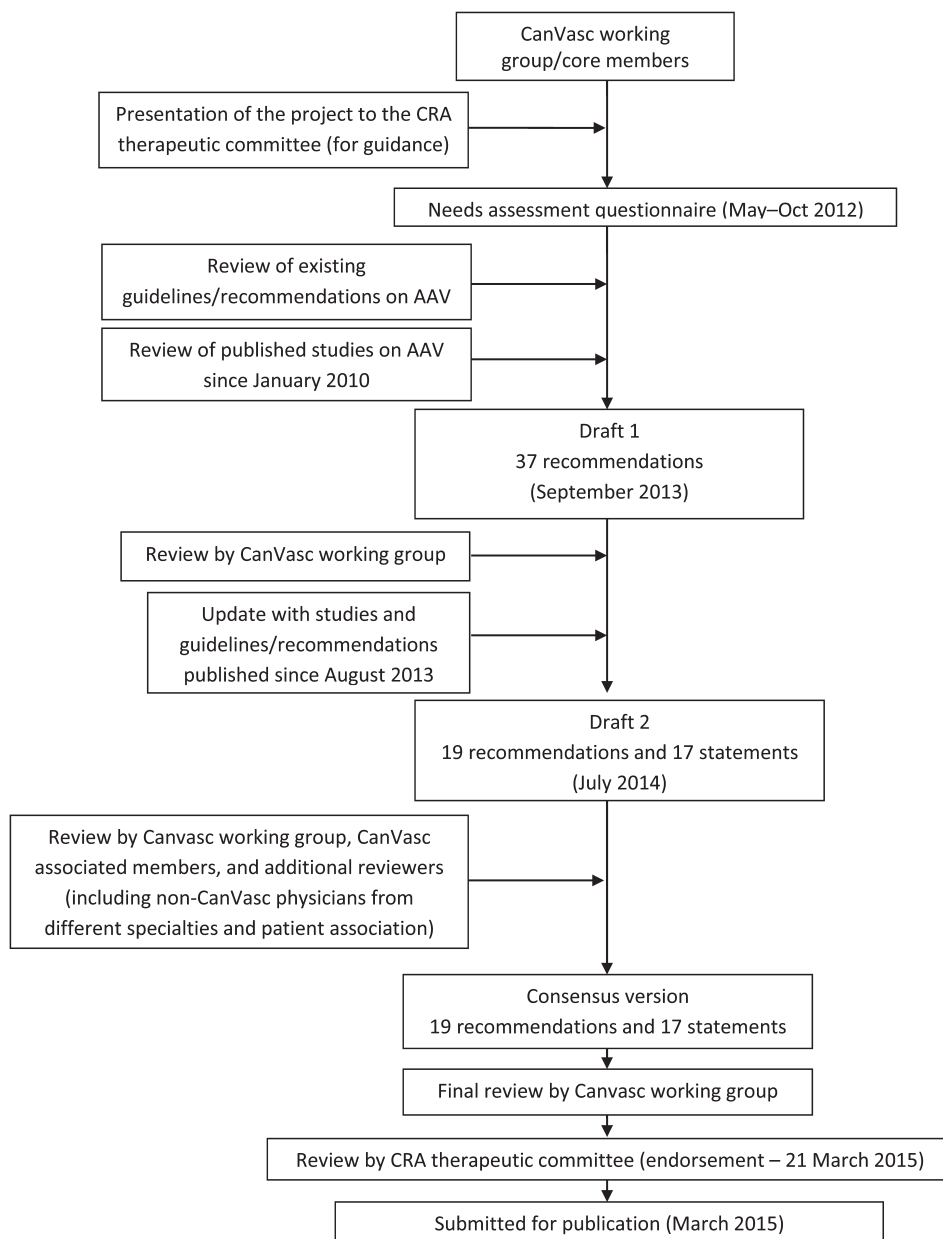 CanVasc working
group/core members
Presentation of the project to the CRA
therapeutic committee (for guidance)
Needs assessment questionnaire (May–Oct 2012)
Review of existing
guidelines/recommendations on AAV
Review of published studies on AAV
since January 2010
Draft 1
37 recommendations
(September 2013)
Review by CanVasc working group
Update with studies and
guidelines/recommendations
published since August 2013
Draft 2
19 recommendations and 17 statements
(July 2014)
Review by Canvasc working group, CanVasc
associated members, and additional reviewers
(including non-CanVasc physicians from
different specialties and patient association)
Consensus version
19 recommendations and 17 statements
Final review by Canvasc working group
Review by CRA therapeutic committee (endorsement – 21 March 2015)
Submitted for publication (March 2015)